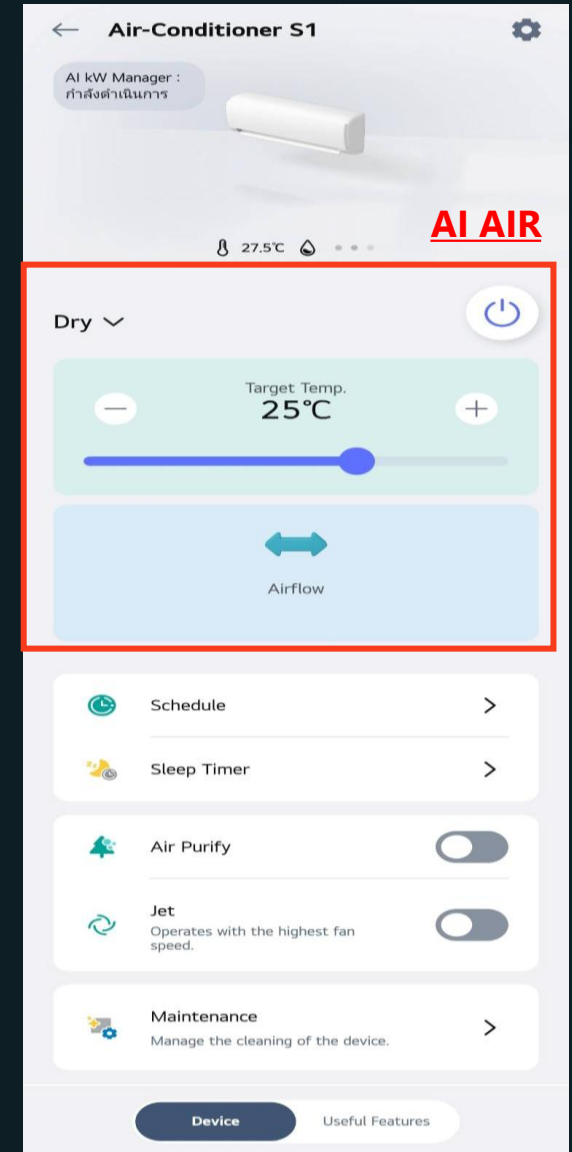 Air-Conditioner S1
AI kW Manager :
กำลังดำเนินการ
AI AIR
27.5℃
Dry
Target Temp.
25℃
Airflow
Schedule
Sleep Timer
Air Purify
Jet
Operates with the highest fan
speed.
Maintenance
Manage the cleaning of the device.
Device
Useful Features